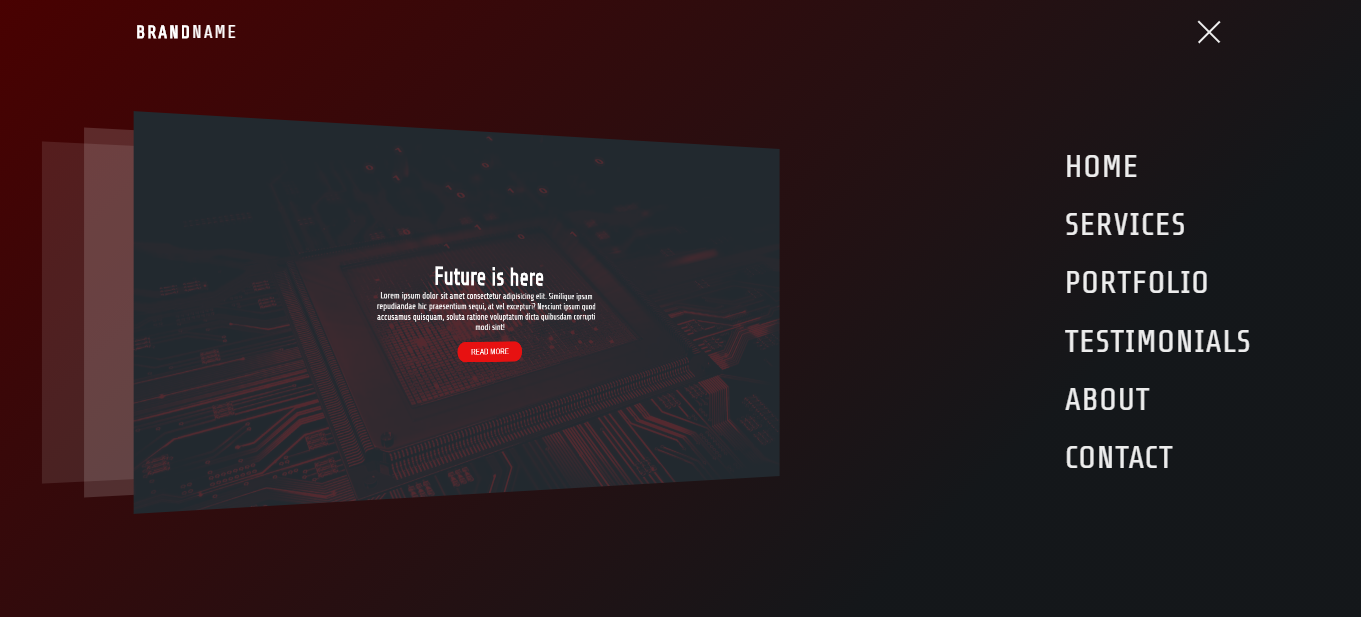 BRANDNAME
Future is here
Lorem ipsum dolor sit amet consectetur adipisicing elit. Similique ipsam
repudiandae hic praesentium sequi, at vel excepturi? Nesciunt ipsum quod
accusamus quisquam, soluta ratione voluptatum dicta quibusdam corrupti
modi sint!
READ MORE
HOME
SERVICES
PORTFOLIO
TESTIMONIALS
ABOUT
CONTACT